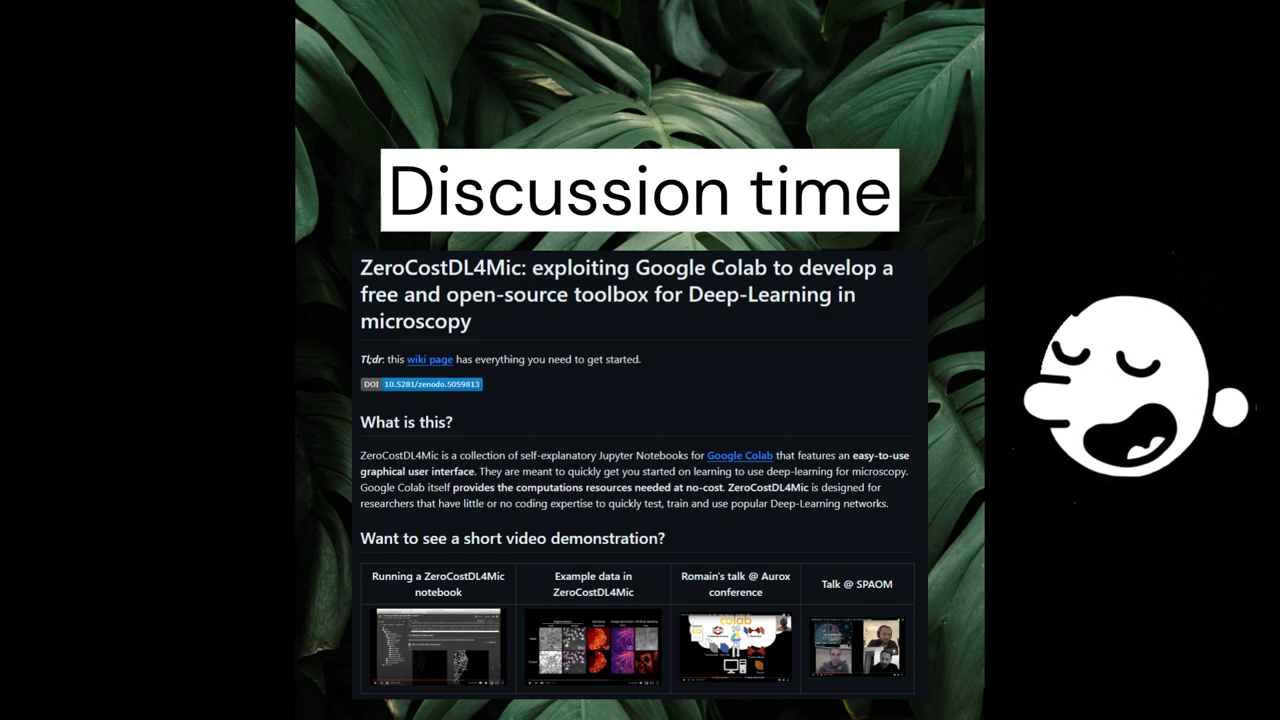 Discussion time
ZeroCostDL4Mic: exploiting Google Colab to develop a
free and open-source toolbox for Deep-Learning in
microscopy
Tl;dr: this wiki page has everything you need to get started.
DOI 10.5281/zenodo.5059813
What is this?
ZeroCostDL4Mic is a collection of self-explanatory Jupyter Notebooks for Google Colab that features an easy-to-use
graphical user interface. They are meant to quickly get you started on learning to use deep-learning for microscopy.
Google Colab itself provides the computations resources needed at no-cost. ZeroCostDL4Mic is designed for
researchers that have little or no coding expertise to quickly test, train and use popular Deep-Learning networks.
Want to see a short video demonstration?
Running a ZeroCostDL4Mic
notebook
Example data in
ZeroCostDL4Mic
Romain's talk @ Aurox
conference
Talk @ SPAOM
colab